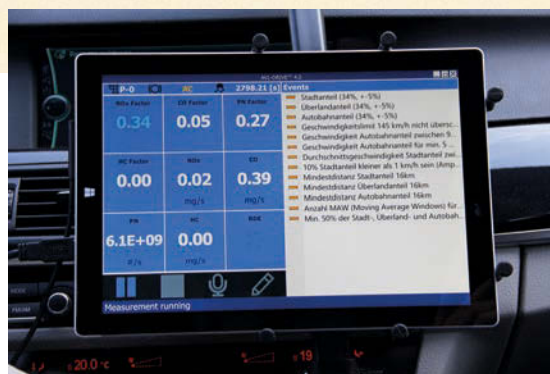 M.O.V.E
P-0 AC 2798.21 [s] Events
NOx Factor CO Factor PN Factor
0.34 0.05 0.27
HC Factor NOx CO
0.00 0.02 0.39
mg/s mg/s
PN HC RDE
6.1E+09 0.00
#/s mg/s
Measurement running
Stadtanteil (34%, +-5%)
Überlandanteil (34%, +-5%)
Autobahnanteil (34%, +-5%)
Geschwindigkeitslimit 145 km/h nicht übersc...
Geschwindigkeit Autobahnanteil zwischen 9...
Geschwindigkeit Autobahnanteil für min. 5 ...
Durchschnittsgeschwindigkeit Stadtanteil zwi...
10% Stadtanteil kleiner als 1 km/h sein (Amp...
Mindestdistanz Stadtanteil 16km
Mindestdistanz Überlandanteil 16km
Mindestdistanz Autobahnanteil 16km
Anzahl MAW (Moving Average Windows) für...
Min. 50% der Stadt-, Überland- und Autobah...
MODE
20.0 °C
19